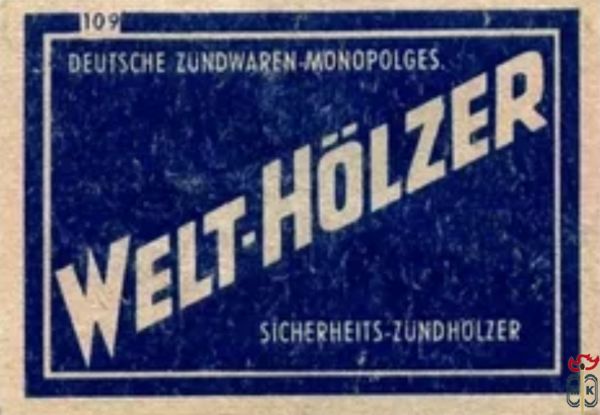 109
DEUTSCHE ZÜNDWAREN-MONOPOLGES.
WELT-HÖLZER
SICHERHEITS-ZÜNDHÖLZER
K